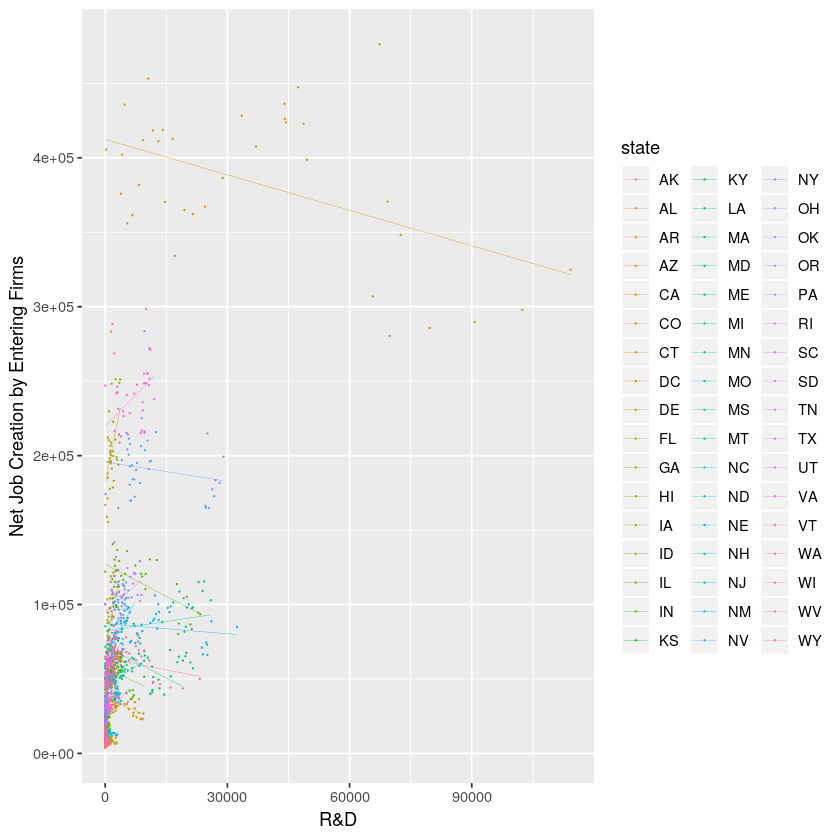 Net Job Creation by Entering Firms
4e+05
3e+05
2e+05
1e+05
0e+00
0 30000 60000 90000
R&D
state
AK KY NY
AL LA OH
AR MA OK
AZ MD OR
CA ME PA
CO MI RI
CT MN SC
DC MO SD
DE MS TN
FL MT TX
GA NC UT
HI ND VA
IA NE VT
ID NH WA
IL NJ WI
IN NM WV
KS NV WY